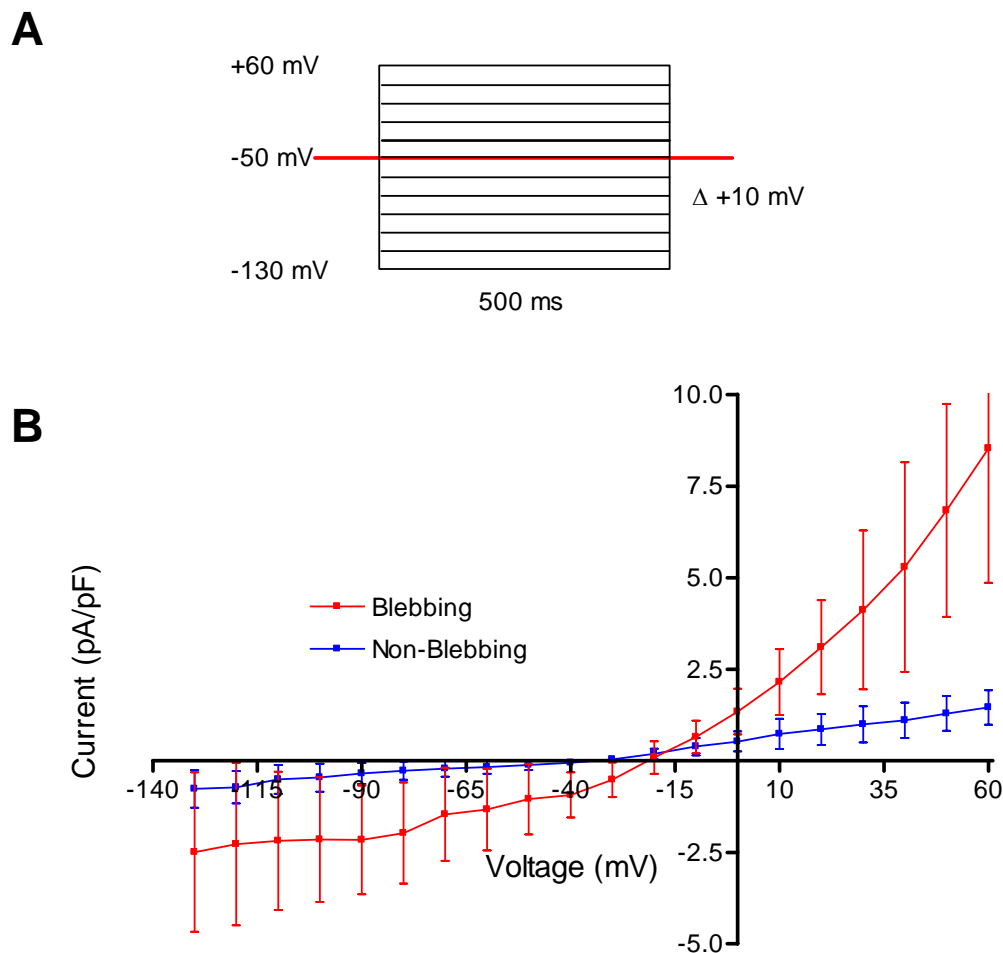 A
+60 mV
-50 mV
Δ +10 mV
-130 mV
500 ms
B
10.0
7.5
5.0
2.5
-2.5
-5.0
Blebbing
Non-Blebbing
Current (pA/pF)
-140 -115 -90 -65 -40 -15 10 35 60
Voltage (mV)